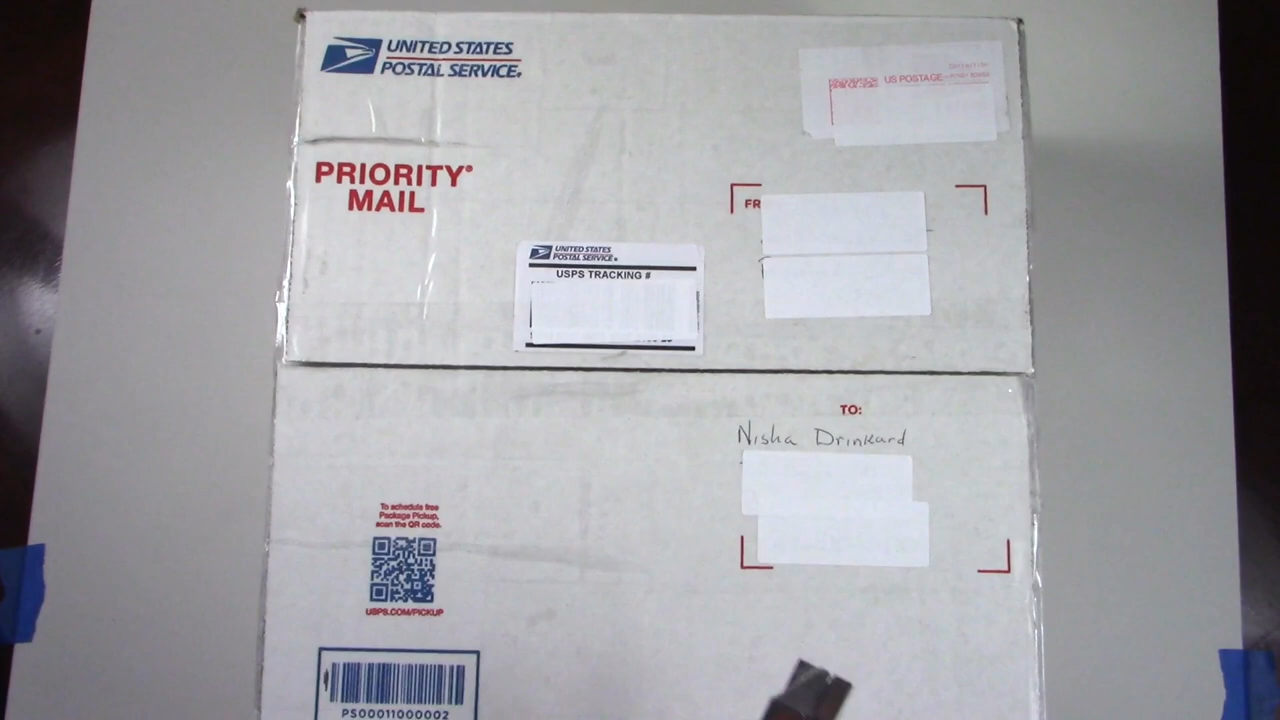 UNITED STATES
POSTAL SERVICE®
US POSTAGE
PRIORITY®
MAIL
FR
UNITED STATES
POSTAL SERVICE®
USPS TRACKING #
TO:
Nisha Drinkard
To schedule free
Package Pickup,
scan the QR code.
USPS.COM/PICKUP
PS00011000002